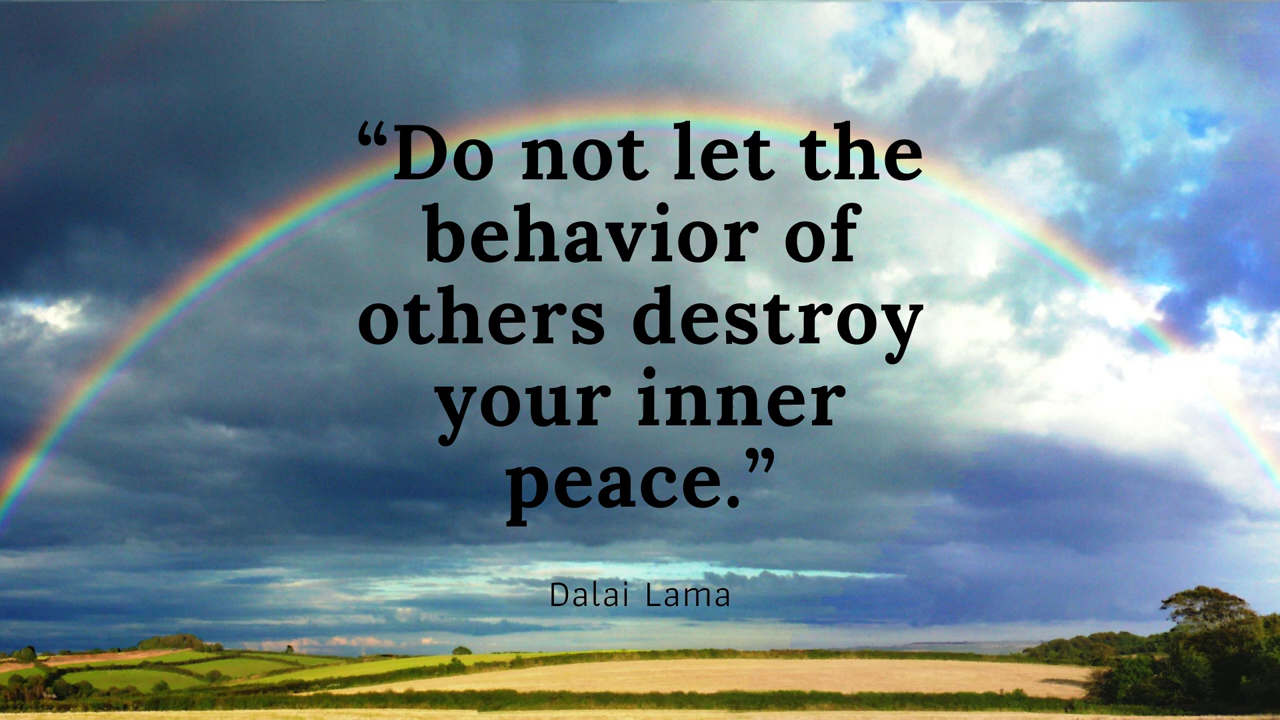 “Do not let the
behavior of
others destroy
your inner
peace.”
Dalai Lama